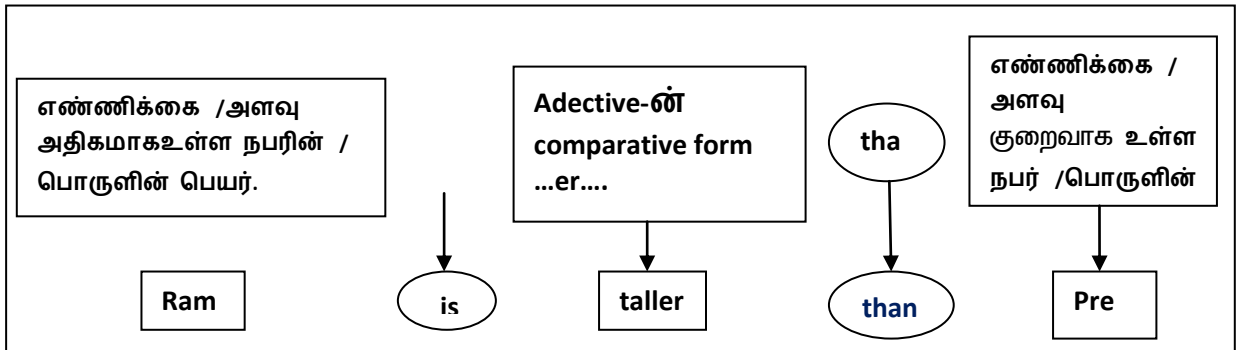 எண்ணிக்கை /அளவு
அதிகமாகஉள்ள நபரின் /
பொருளின் பெயர்.
Adective-ன்
comparative form
...er....
tha
எண்ணிக்கை /
அளவு
குறைவாக உள்ள
நபர் /பொருளின்
Ram
is
taller
than
Pre